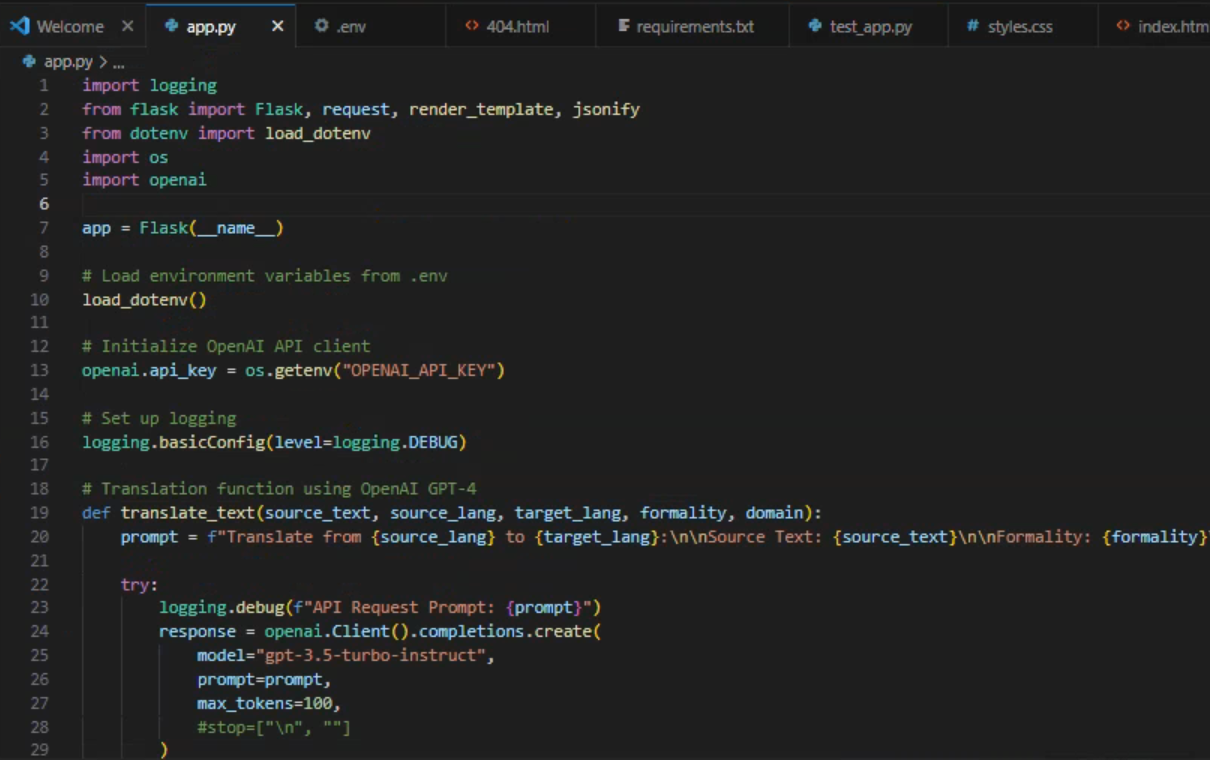 Welcome app.py .env 404.html requirements.txt test_app.py # styles.css index.htm
app.py > ...
1 import logging
2 from flask import Flask, request, render_template, jsonify
3 from dotenv import load_dotenv
4 import os
5 import openai
6
7 app = Flask(__name__)
8
9 # Load environment variables from .env
10 load_dotenv()
11
12 # Initialize OpenAI API client
13 openai.api_key = os.getenv("OPENAI_API_KEY")
14
15 # Set up logging
16 logging.basicConfig(level=logging.DEBUG)
17
18 # Translation function using OpenAI GPT-4
19 def translate_text(source_text, source_lang, target_lang, formality, domain):
20 prompt = f"Translate from {source_lang} to {target_lang}:\n\nSource Text: {source_text}\n\nFormality: {formality}
21
22 try:
23 logging.debug(f"API Request Prompt: {prompt}")
24 response = openai.Client().completions.create(
25 model="gpt-3.5-turbo-instruct",
26 prompt=prompt,
27 max_tokens=100,
28 #stop=["\n", ""]
29 )